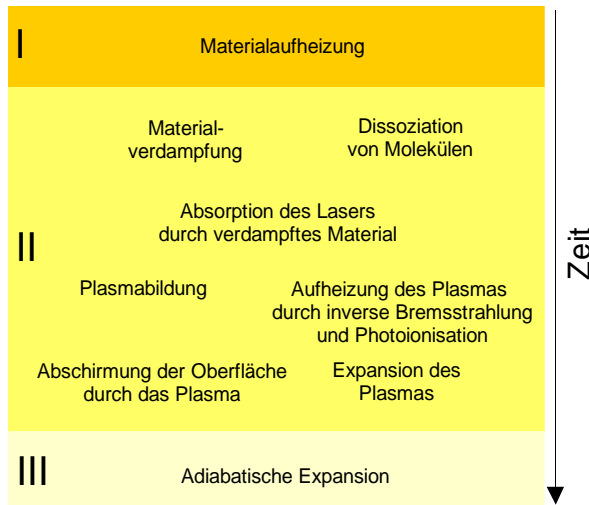 I
Materialaufheizung
Material-
verdampfung
Dissoziation
von Molekülen
Absorption des Lasers
durch verdampftes Material
II
Plasmabildung
Aufheizung des Plasmas
durch inverse Bremsstrahlung
und Photoionisation
Abschirmung der Oberfläche
durch das Plasma
Expansion des
Plasmas
III
Adiabatische Expansion
Zeit